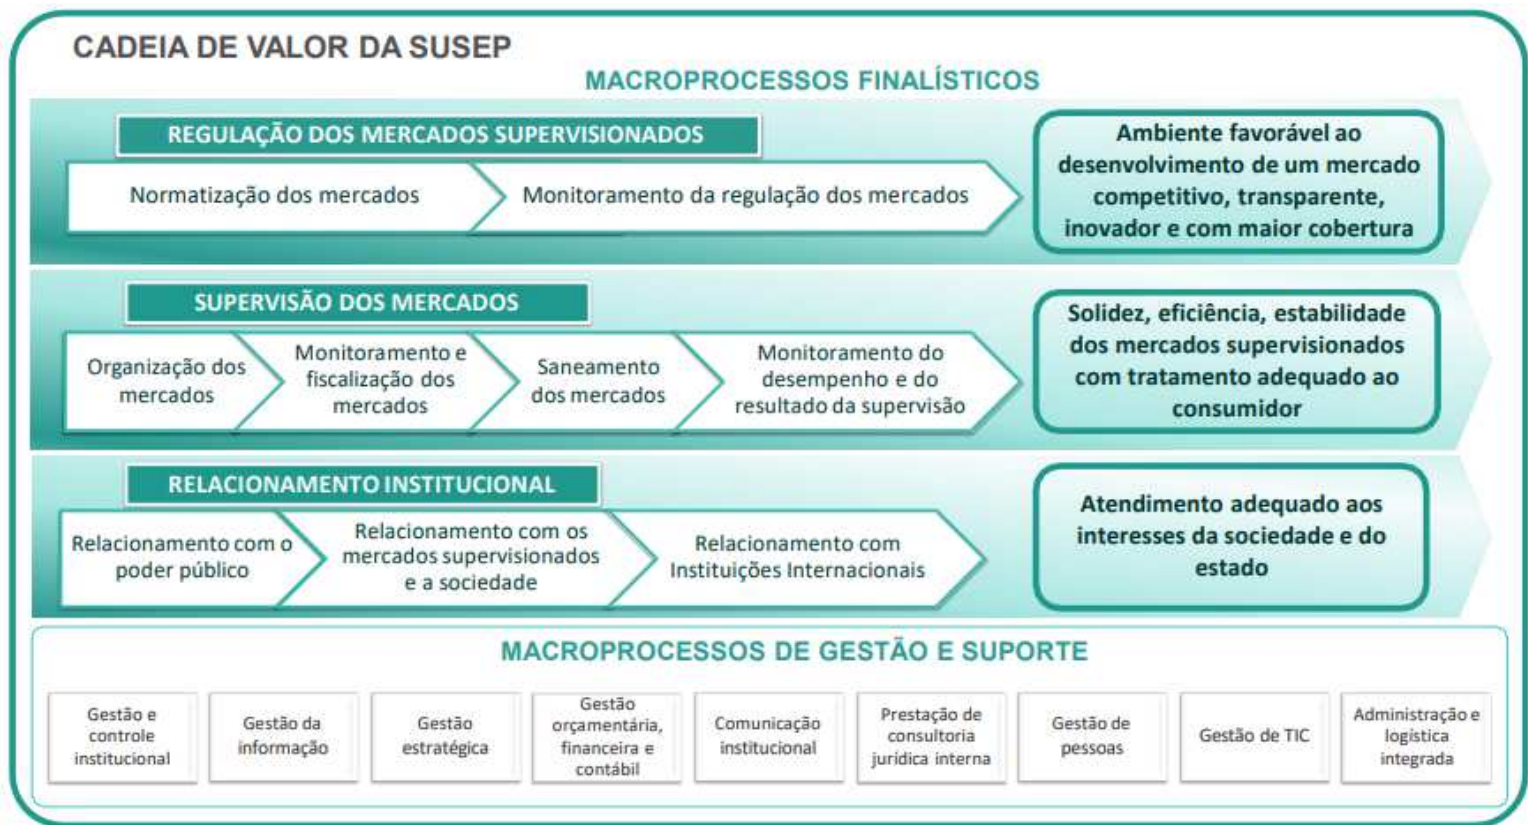 CADEIA DE VALOR DA SUSEP
MACROPROCESSOS FINALÍSTICOS
REGULAÇÃO DOS MERCADOS SUPERVISIONADOS
Normatização dos mercados
Monitoramento da regulação dos mercados
Ambiente favorável ao
desenvolvimento de um mercado
competitivo, transparente,
inovador e com maior cobertura
SUPERVISÃO DOS MERCADOS
Organização dos
mercados
Monitoramento e
fiscalização dos
mercados
Saneamento
dos mercados
Monitoramento do
desempenho e do
resultado da supervisão
Solidez, eficiência, estabilidade
dos mercados supervisionados
com tratamento adequado ao
consumidor
RELACIONAMENTO INSTITUCIONAL
Relacionamento com o
poder público
Relacionamento com os
mercados supervisionados
e a sociedade
Relacionamento com
Instituições Internacionais
Atendimento adequado aos
interesses da sociedade e do
estado
MACROPROCESSOS DE GESTÃO E SUPORTE
Gestão e
controle
institucional
Gestão da
informação
Gestão
estratégica
Gestão
orçamentária,
financeira e
contábil
Comunicação
institucional
Prestação de
consultoria
jurídica interna
Gestão de
pessoas
Gestão de TIC
Administração e
logística
integrada